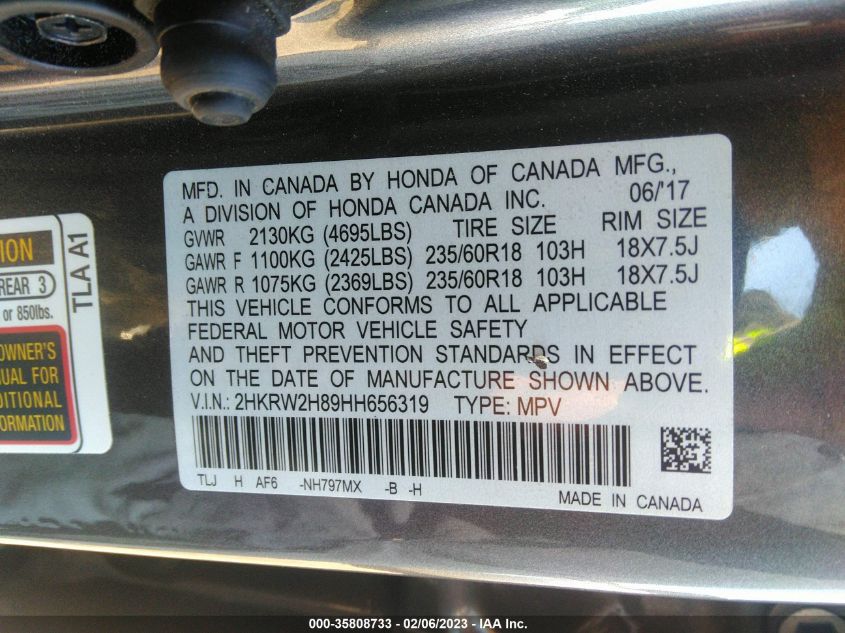 MFD. IN CANADA BY HONDA OF CANADA MFG.,
A DIVISION OF HONDA CANADA INC. 06/'17
GVWR 2130KG (4695LBS) TIRE SIZE RIM SIZE
GAWR F 1100KG (2425LBS) 235/60R18 103H 18X7.5J
GAWR R 1075KG (2369LBS) 235/60R18 103H 18X7.5J
THIS VEHICLE CONFORMS TO ALL APPLICABLE
FEDERAL MOTOR VEHICLE SAFETY
AND THEFT PREVENTION STANDARDS IN EFFECT
ON THE DATE OF MANUFACTURE SHOWN ABOVE.
V.I.N.: 2HKRW2H89HH656319 TYPE: MPV
TLJ H AF6 -NH797MX -B -H
MADE IN CANADA
TLA A1
REAR 3
or 850lbs.
OWNER'S
FOR
000-35808733 - 02/06/2023 - IAA Inc.